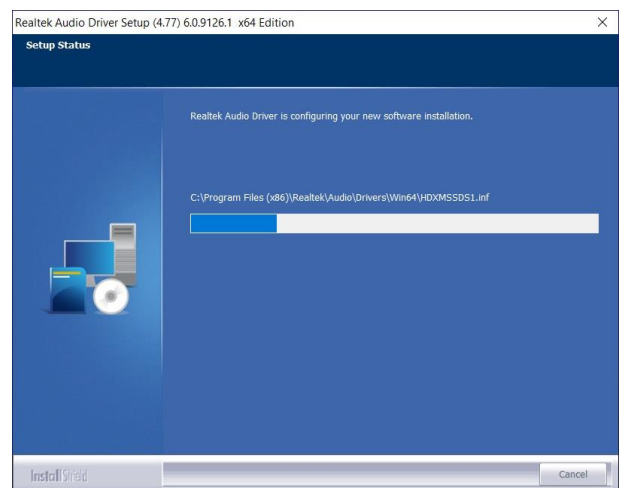 Realtek Audio Driver Setup (4.77) 6.0.9126.1 x64 Edition
Setup Status
Realtek Audio Driver is configuring your new software installation.
C:\Program Files (x86)\Realtek\Audio\Drivers\Win64\HDXMSSDS1.inf
InstallShield
Cancel